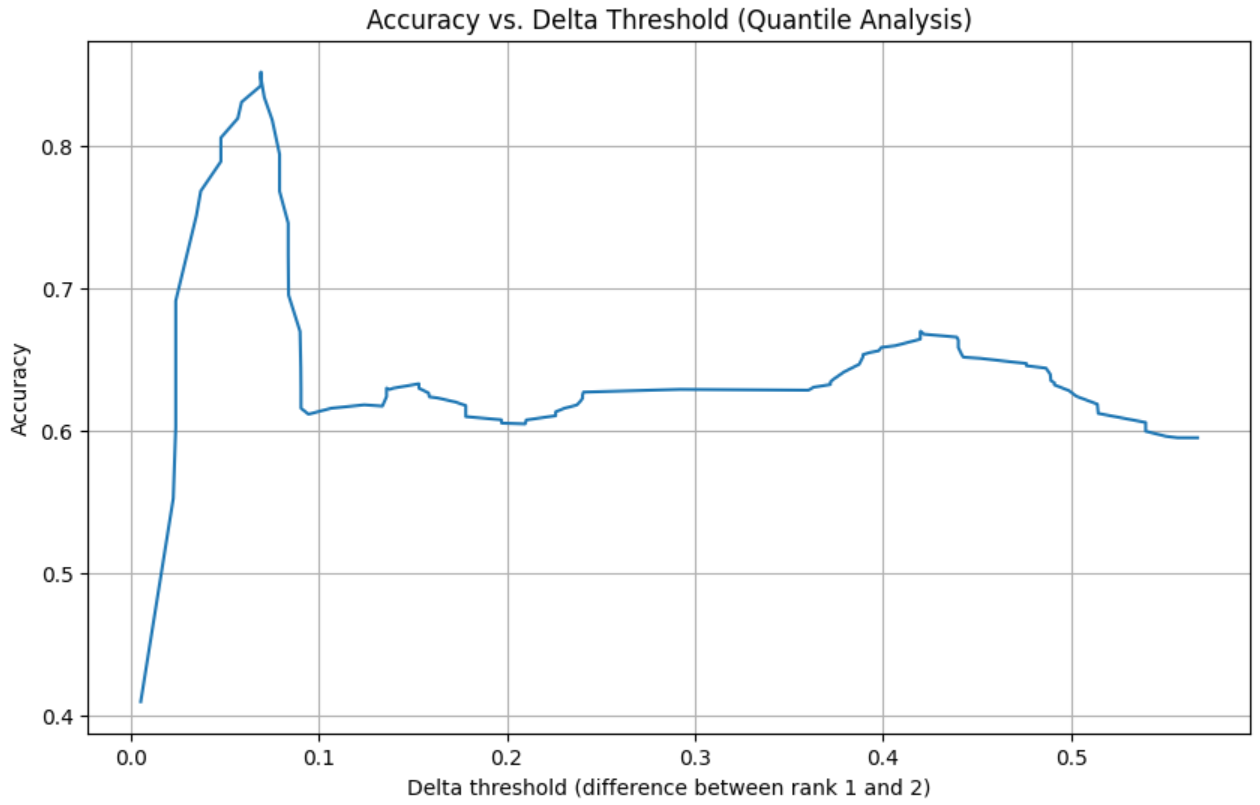 Accuracy vs. Delta Threshold (Quantile Analysis)
Accuracy
0.8
0.7
0.6
0.5
0.4
0.0 0.1 0.2 0.3 0.4 0.5
Delta threshold (difference between rank 1 and 2)